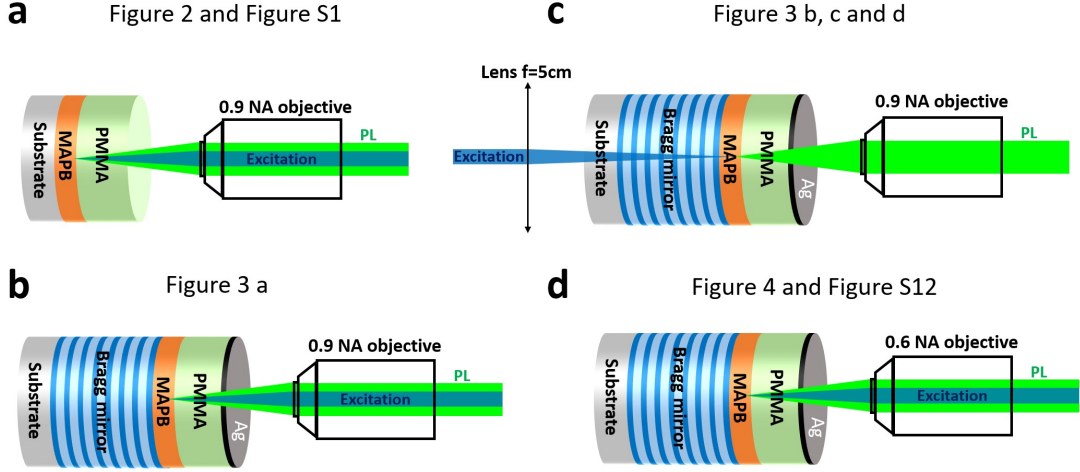 a
Figure 2 and Figure S1
Substrate
MAPB
PMMA
0.9 NA objective
Excitation
PL
c
Figure 3 b, c and d
Lens f=5cm
Excitation
Substrate
Bragg mirror
MAPB
PMMA
Ag
0.9 NA objective
PL
b
Figure 3 a
Substrate
Bragg mirror
MAPB
PMMA
Ag
0.9 NA objective
Excitation
PL
d
Figure 4 and Figure S12
Substrate
Bragg mirror
MAPB
PMMA
Ag
0.6 NA objective
Excitation
PL